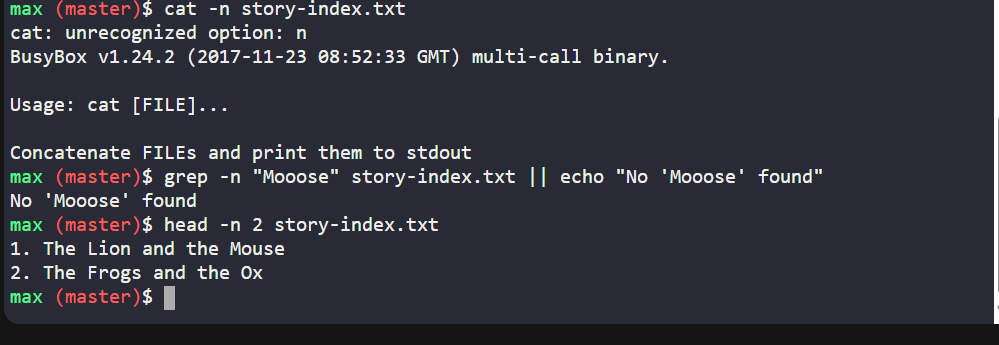 max (master)$ cat -n story-index.txt
cat: unrecognized option: n
BusyBox v1.24.2 (2017-11-23 08:52:33 GMT) multi-call binary.
Usage: cat [FILE]...
Concatenate FILEs and print them to stdout
max (master)$ grep -n "Mooose" story-index.txt || echo "No 'Mooose' found"
No 'Mooose' found
max (master)$ head -n 2 story-index.txt
1. The Lion and the Mouse
2. The Frogs and the Ox
max (master)$